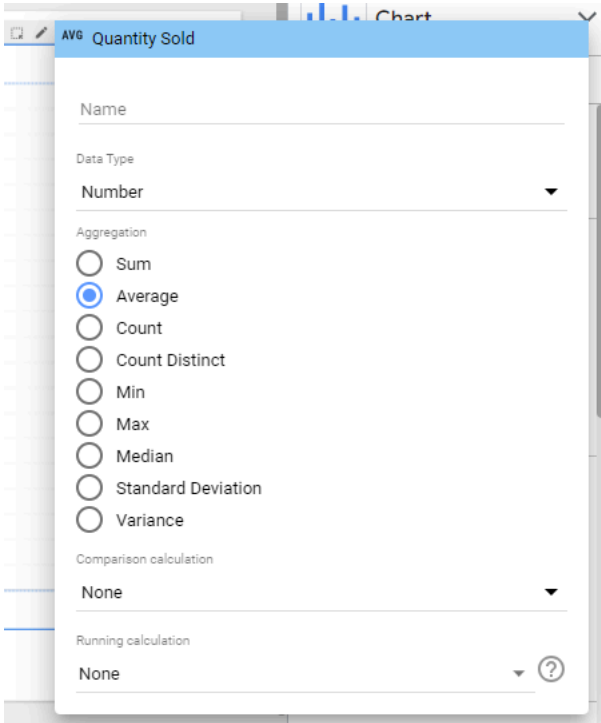 Chart
AVG Quantity Sold
Name
Data Type
Number
Aggregation
Sum
Average
Count
Count Distinct
Min
Max
Median
Standard Deviation
Variance
Comparison calculation
None
Running calculation
None
?